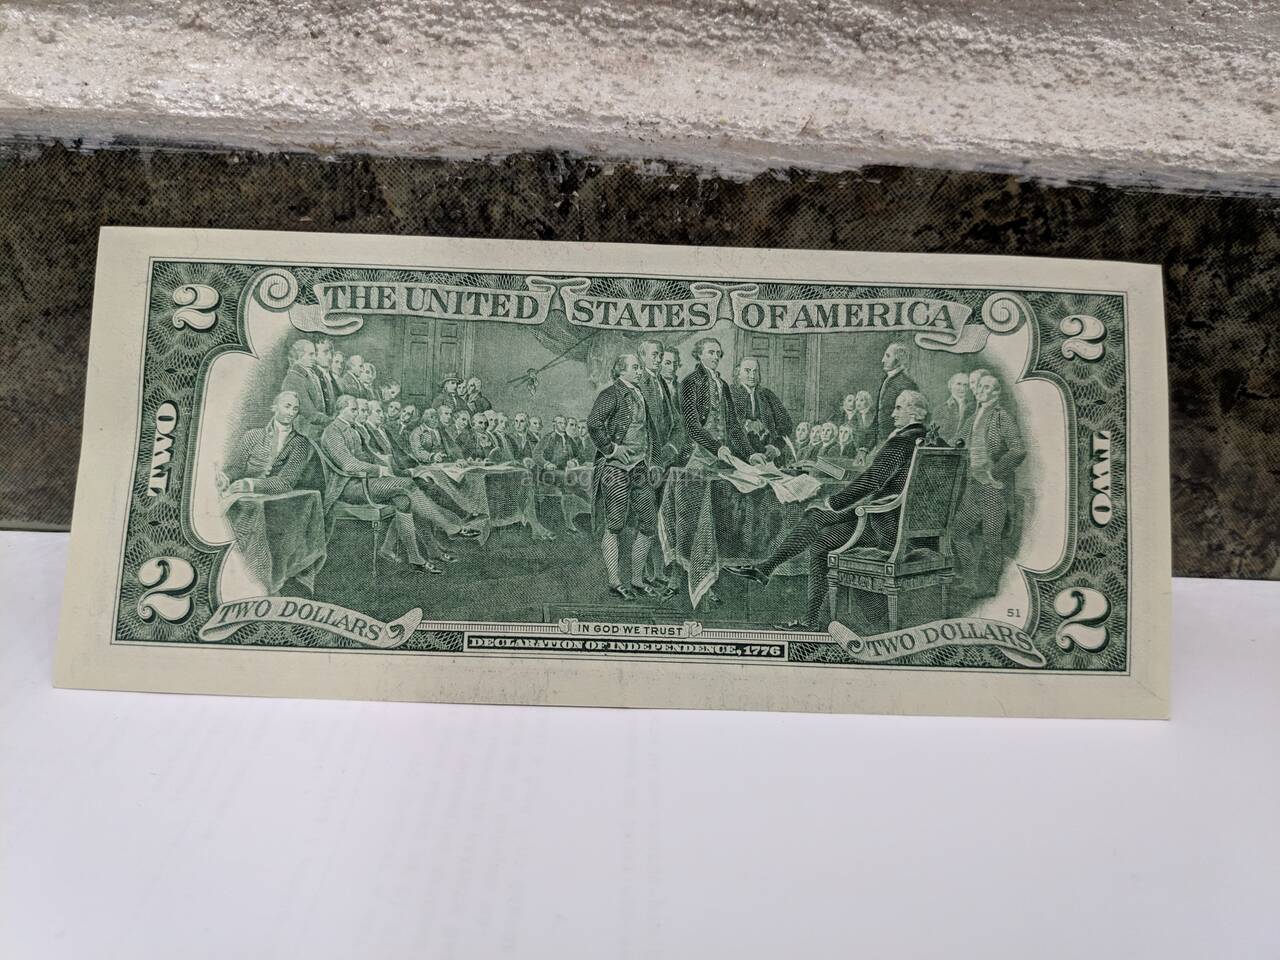 THE UNITED STATES OF AMERICA
2
2
TWO
TWO
2
2
TWO DOLLARS
51
TWO DOLLARS
IN GOD WE TRUST
DECLARATION OF INDEPENDENCE, 1776